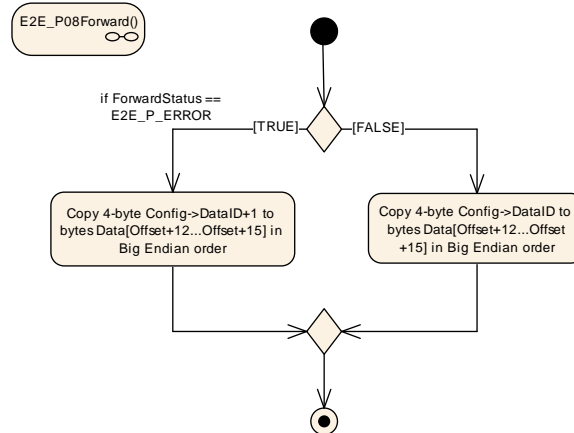 E2E_P08Forward()
if ForwardStatus ==
E2E_P_ERROR
[TRUE]
[FALSE]
Copy 4-byte Config->DataID+1 to
bytes Data[Offset+12...Offset+15] in
Big Endian order
Copy 4-byte Config->DataID to
bytes Data[Offset+12...Offset
+15] in Big Endian order